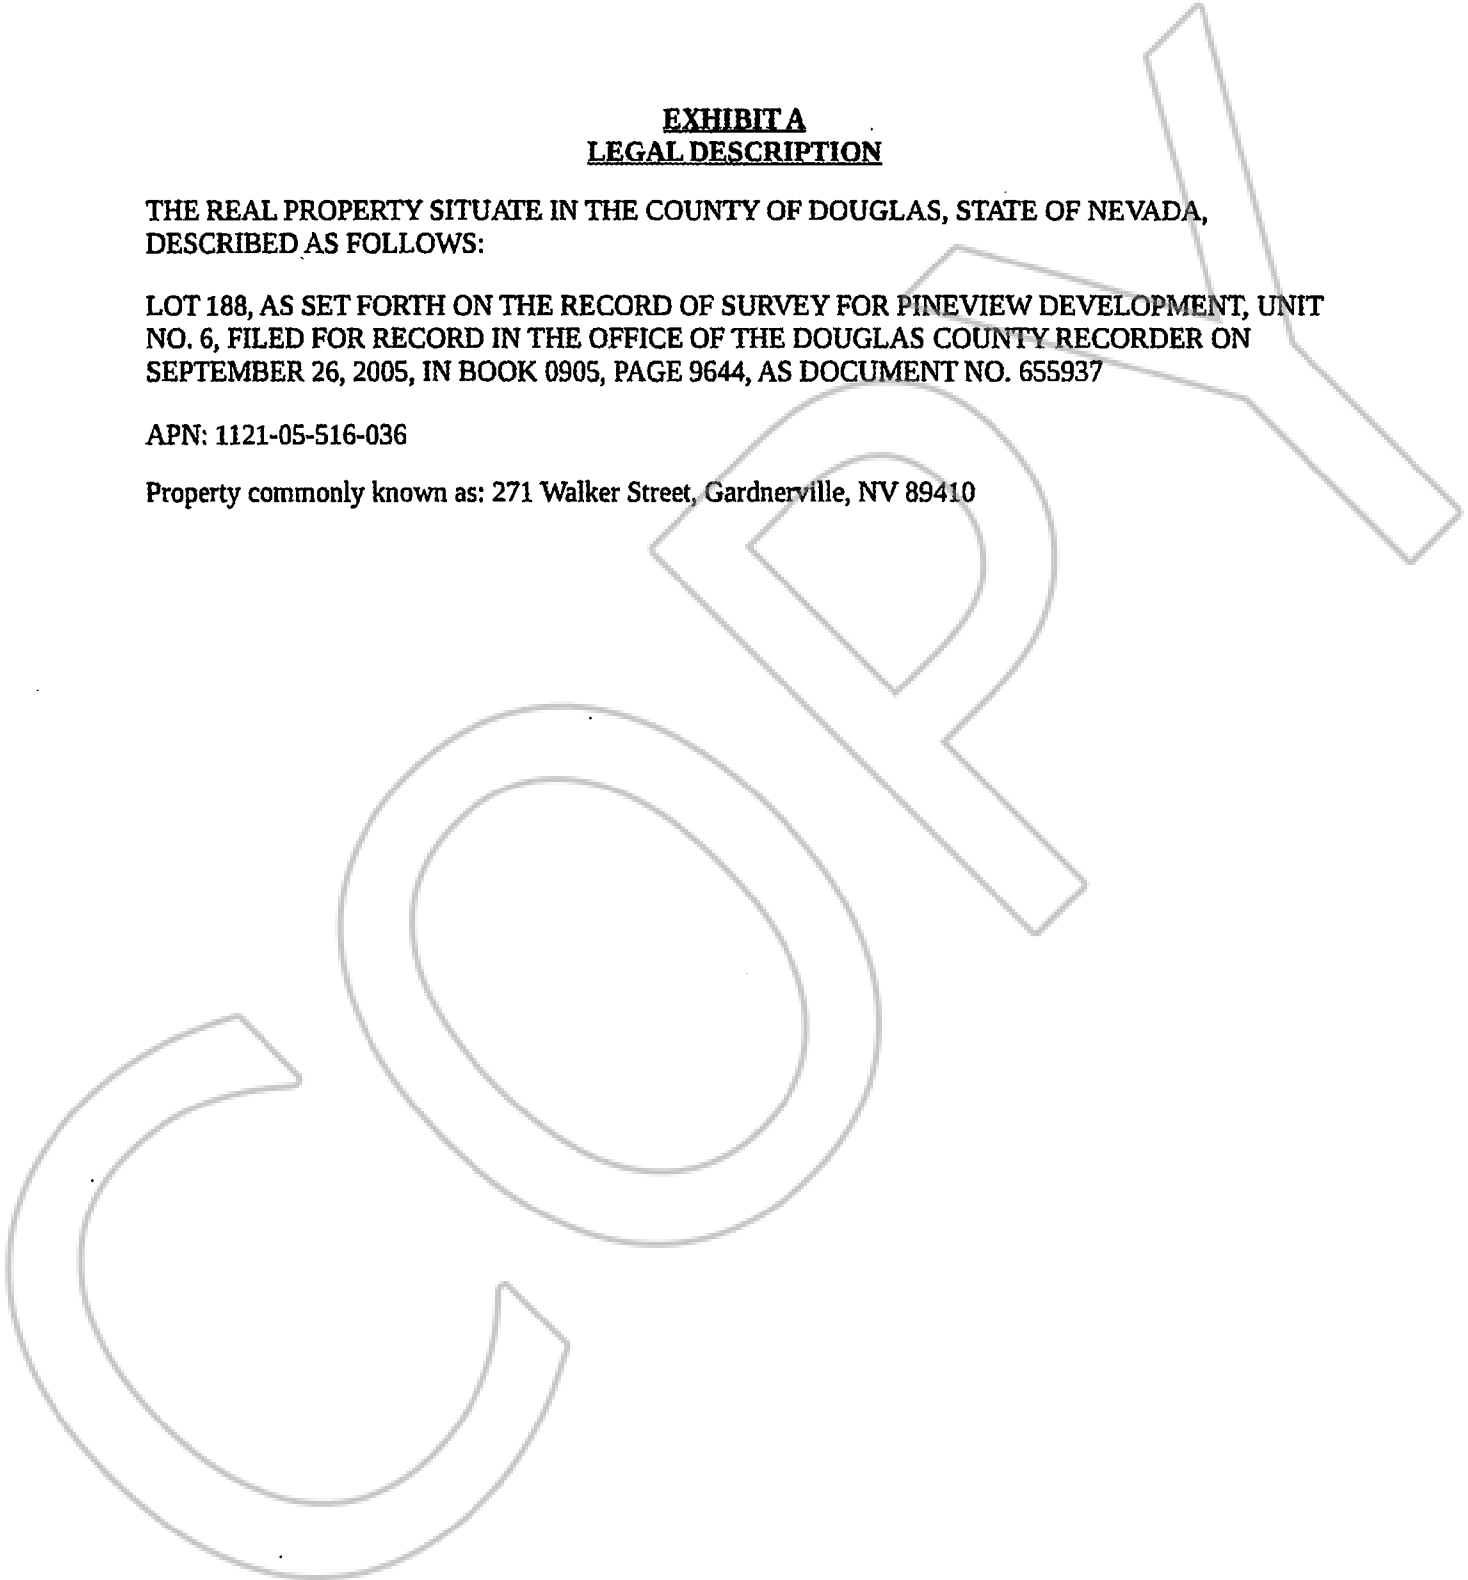 EXHIBIT A
LEGAL DESCRIPTION
THE REAL PROPERTY SITUATE IN THE COUNTY OF DOUGLAS, STATE OF NEVADA,
DESCRIBED AS FOLLOWS:
LOT 188, AS SET FORTH ON THE RECORD OF SURVEY FOR PINEVIEW DEVELOPMENT, UNIT
NO. 6, FILED FOR RECORD IN THE OFFICE OF THE DOUGLAS COUNTY RECORDER ON
SEPTEMBER 26, 2005, IN BOOK 0905, PAGE 9644, AS DOCUMENT NO. 655937
APN: 1121-05-516-036
Property commonly known as: 271 Walker Street, Gardnerville, NV 89410
COPY